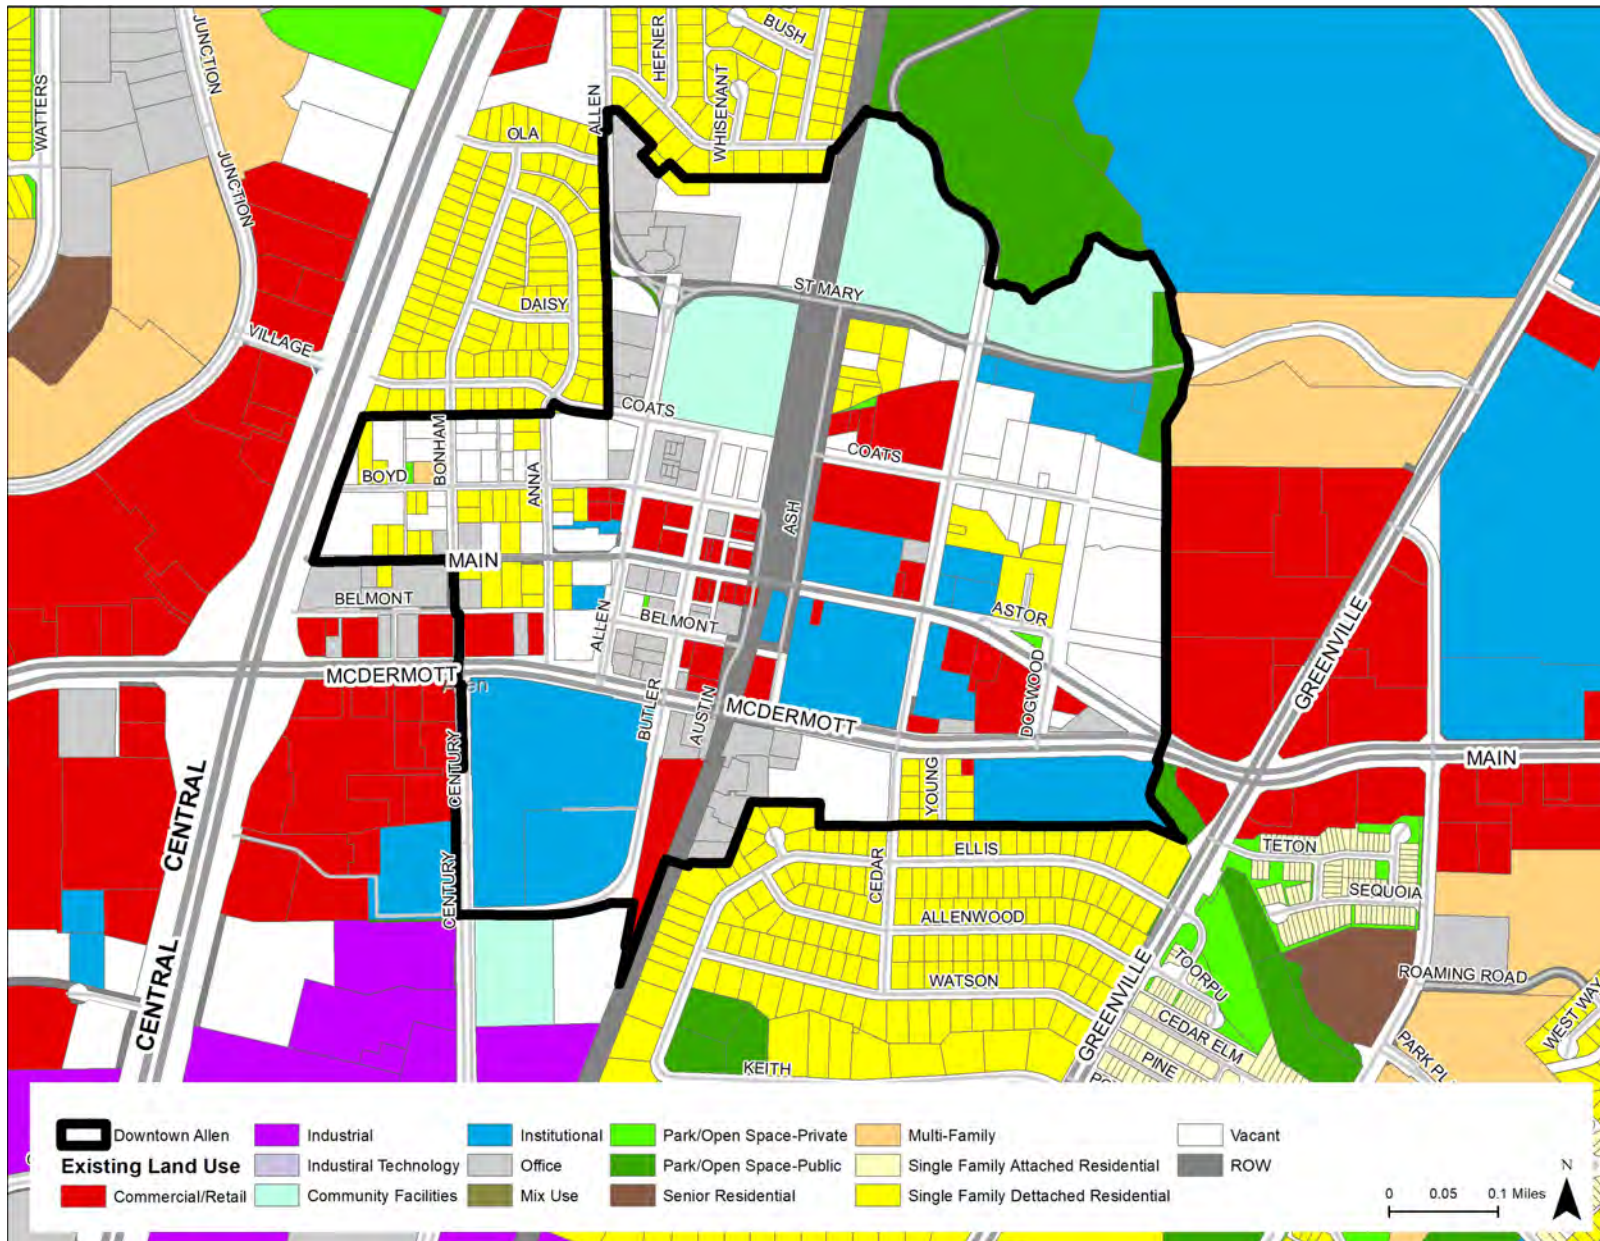 BUSH
HEFNER
WHISENANT
JUNCTION
WATTERS
ALLEN
OLA
JUNCTION
ST MARY
DAISY
VILLAGE
COATS
BONHAM
COATS
BOYD
ANNA
ASH
MAIN
BELMONT
ASTOR
ALLEN
BELMONT
DOGWOOD
GREENVILLE
MCDERMOTT
BUTLER
AUSTIN
MCDERMOTT
MAIN
CENTURY
YOUNG
CENTRAL
TETON
ELLIS
CEDAR
SEQUOIA
CENTURY
ALLENWOOD
CENTRAL
TOORPU
ROAMING ROAD
WATSON
GREENVILLE
WEST WAY
CEDAR ELM
PINE
PARK PL
KEITH
Downtown Allen
Existing Land Use
Commercial/Retail
Industrial
Industiral Technology
Community Facilities
Institutional
Office
Mix Use
Park/Open Space-Private
Park/Open Space-Public
Senior Residential
Multi-Family
Single Family Attached Residential
Single Family Dettached Residential
Vacant
ROW
N
0 0.05 0.1 Miles